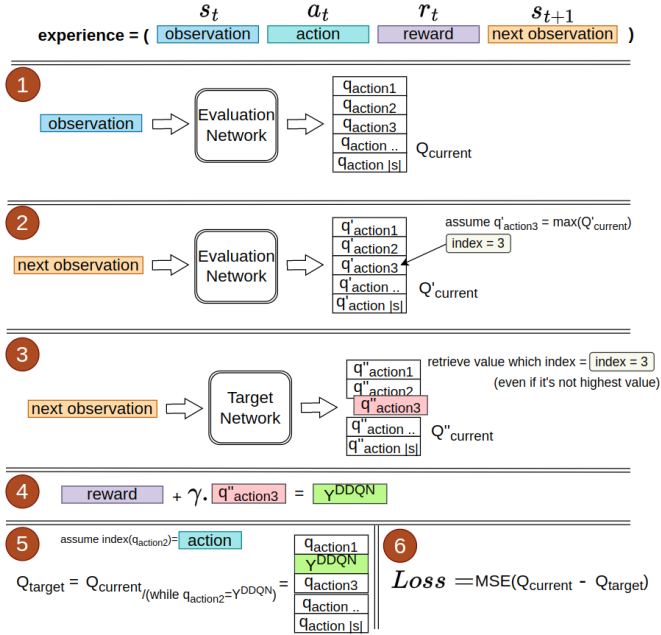 s_t a_t r_t s_{t+1}
experience = ( observation action reward next observation )
1
observation
Evaluation
Network
q_action1
q_action2
q_action3
q_action ..
q_action |s|
Q_current
2
next observation
Evaluation
Network
q'_action1
q'_action2
q'_action3
q'_action ..
q'_action |s|
assume q'_action3 = max(Q'_current)
index = 3
Q'_current
3
next observation
Target
Network
q"_action1
q"_action2
q"_action3
q"_action ..
q"_action |s|
retrieve value which index = index = 3
(even if it's not highest value)
Q"_current
4
reward + γ. q"_action3 = Y^DDQN
5
assume index(q_action2)= action
Q_target = Q_current /(while q_action2=Y^DDQN) =
q_action1
Y^DDQN
q_action3
q_action ..
q_action |s|
6
Loss = MSE(Q_current - Q_target)